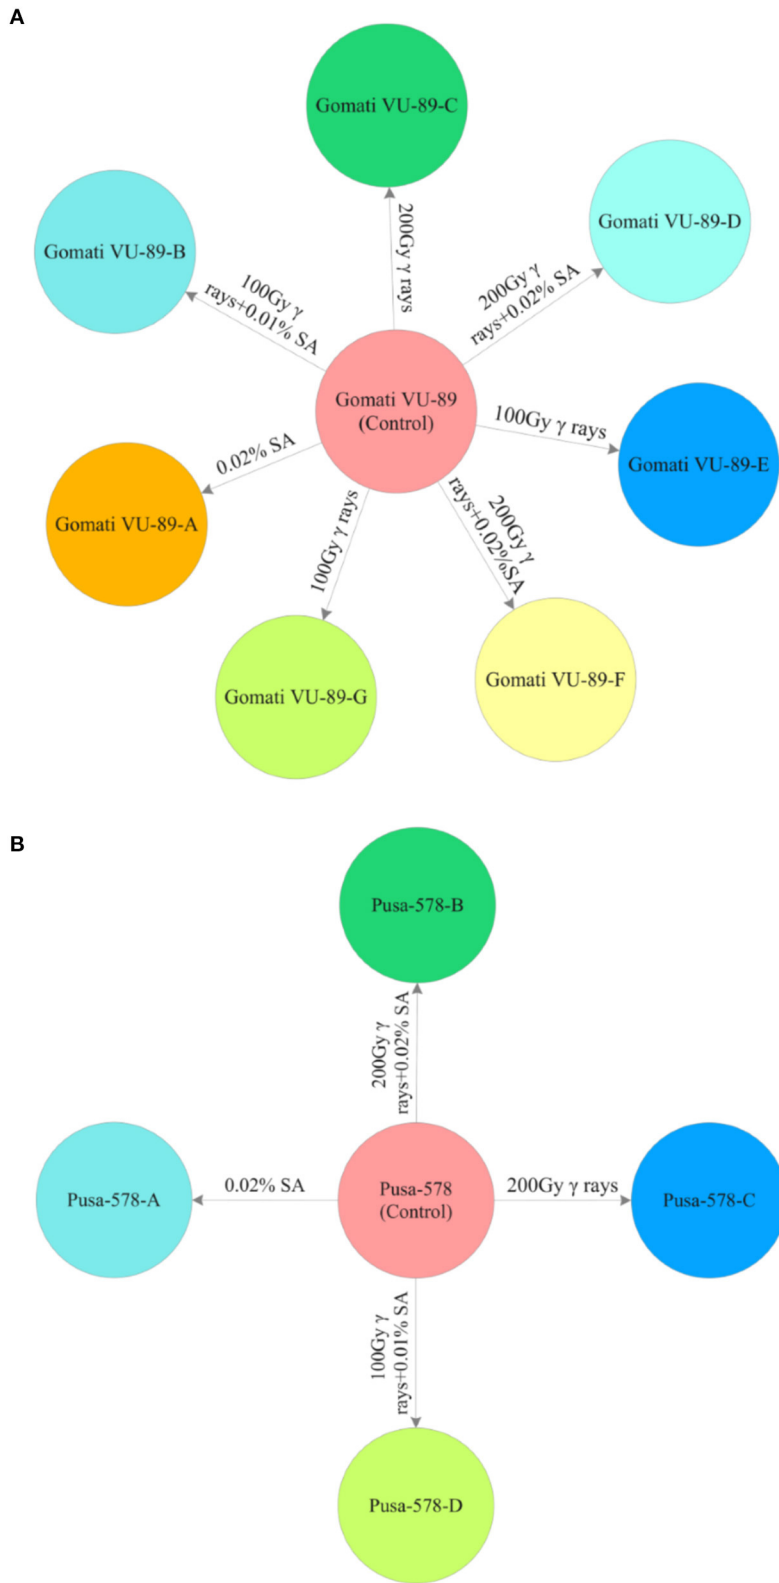 A
Gomati VU-89-C
Gomati VU-89-D
Gomati VU-89-B
200Gy γ rays
100Gy γ
rays+0.01% SA
200Gy γ
rays+0.02% SA
Gomati VU-89
(Control)
100Gy γ rays
Gomati VU-89-E
0.02% SA
Gomati VU-89-A
100Gy γ rays
200Gy γ
rays+0.02%SA
Gomati VU-89-G
Gomati VU-89-F
B
Pusa-578-B
200Gy γ
rays+0.02% SA
Pusa-578-A
0.02% SA
Pusa-578
(Control)
200Gy γ rays
Pusa-578-C
100Gy γ
rays+0.01% SA
Pusa-578-D